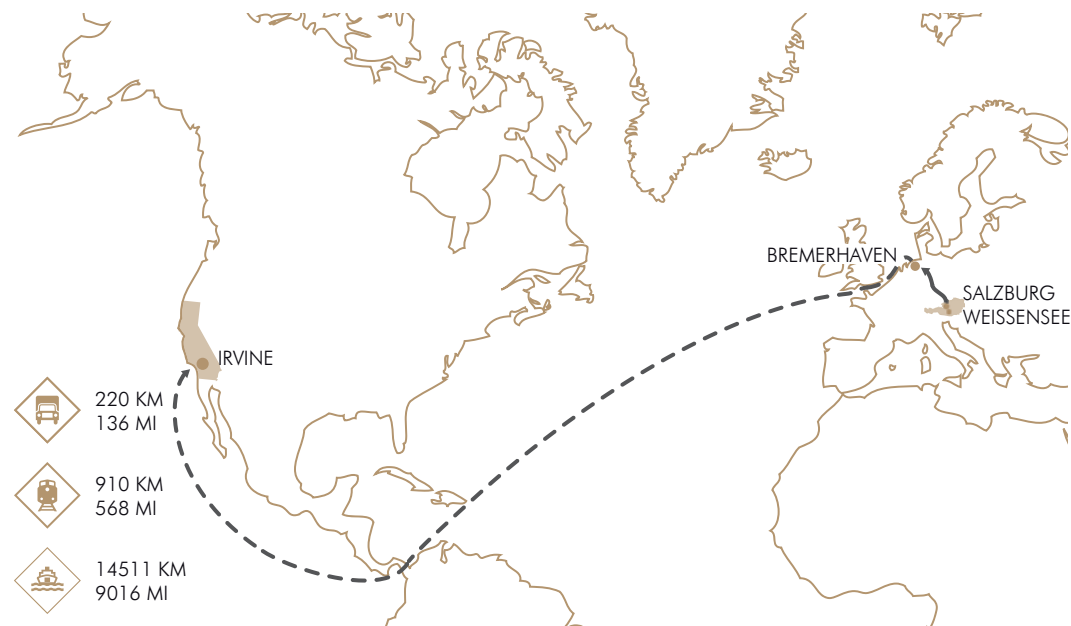 BREMERHAVEN
SALZBURG
WEISSENSEE
IRVINE
220 KM
136 MI
910 KM
568 MI
14511 KM
9016 MI